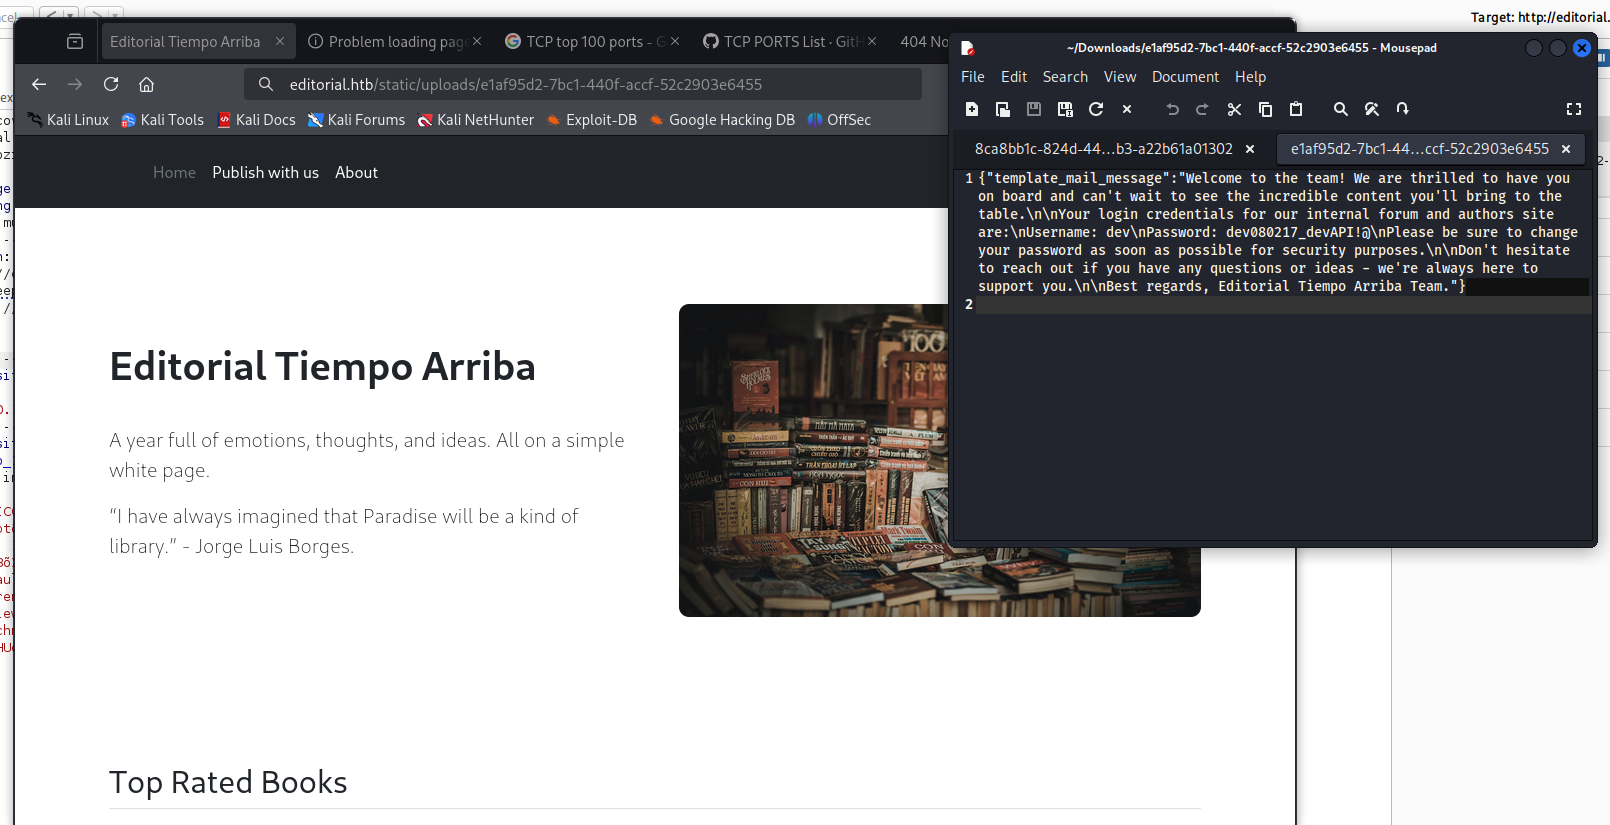 Target: http://editorial.
Editorial Tiempo Arriba
Problem loading page
TCP top 100 ports - G
TCP PORTS List · GitH
404 No
editorial.htb/static/uploads/e1af95d2-7bc1-440f-accf-52c2903e6455
Kali Linux
Kali Tools
Kali Docs
Kali Forums
Kali NetHunter
Exploit-DB
Google Hacking DB
OffSec
Home
Publish with us
About
Editorial Tiempo Arriba
A year full of emotions, thoughts, and ideas. All on a simple
white page.
“I have always imagined that Paradise will be a kind of
library.” - Jorge Luis Borges.
Top Rated Books
~/Downloads/e1af95d2-7bc1-440f-accf-52c2903e6455 - Mousepad
File Edit Search View Document Help
8ca8bb1c-824d-44...b3-a22b61a01302
e1af95d2-7bc1-44...ccf-52c2903e6455
1 {"template_mail_message":"Welcome to the team! We are thrilled to have you
on board and can't wait to see the incredible content you'll bring to the
table.\n\nYour login credentials for our internal forum and authors site
are:\nUsername: dev\nPassword: dev080217_devAPI!@\nPlease be sure to change
your password as soon as possible for security purposes.\n\nDon't hesitate
to reach out if you have any questions or ideas - we're always here to
support you.\n\nBest regards, Editorial Tiempo Arriba Team."}
2